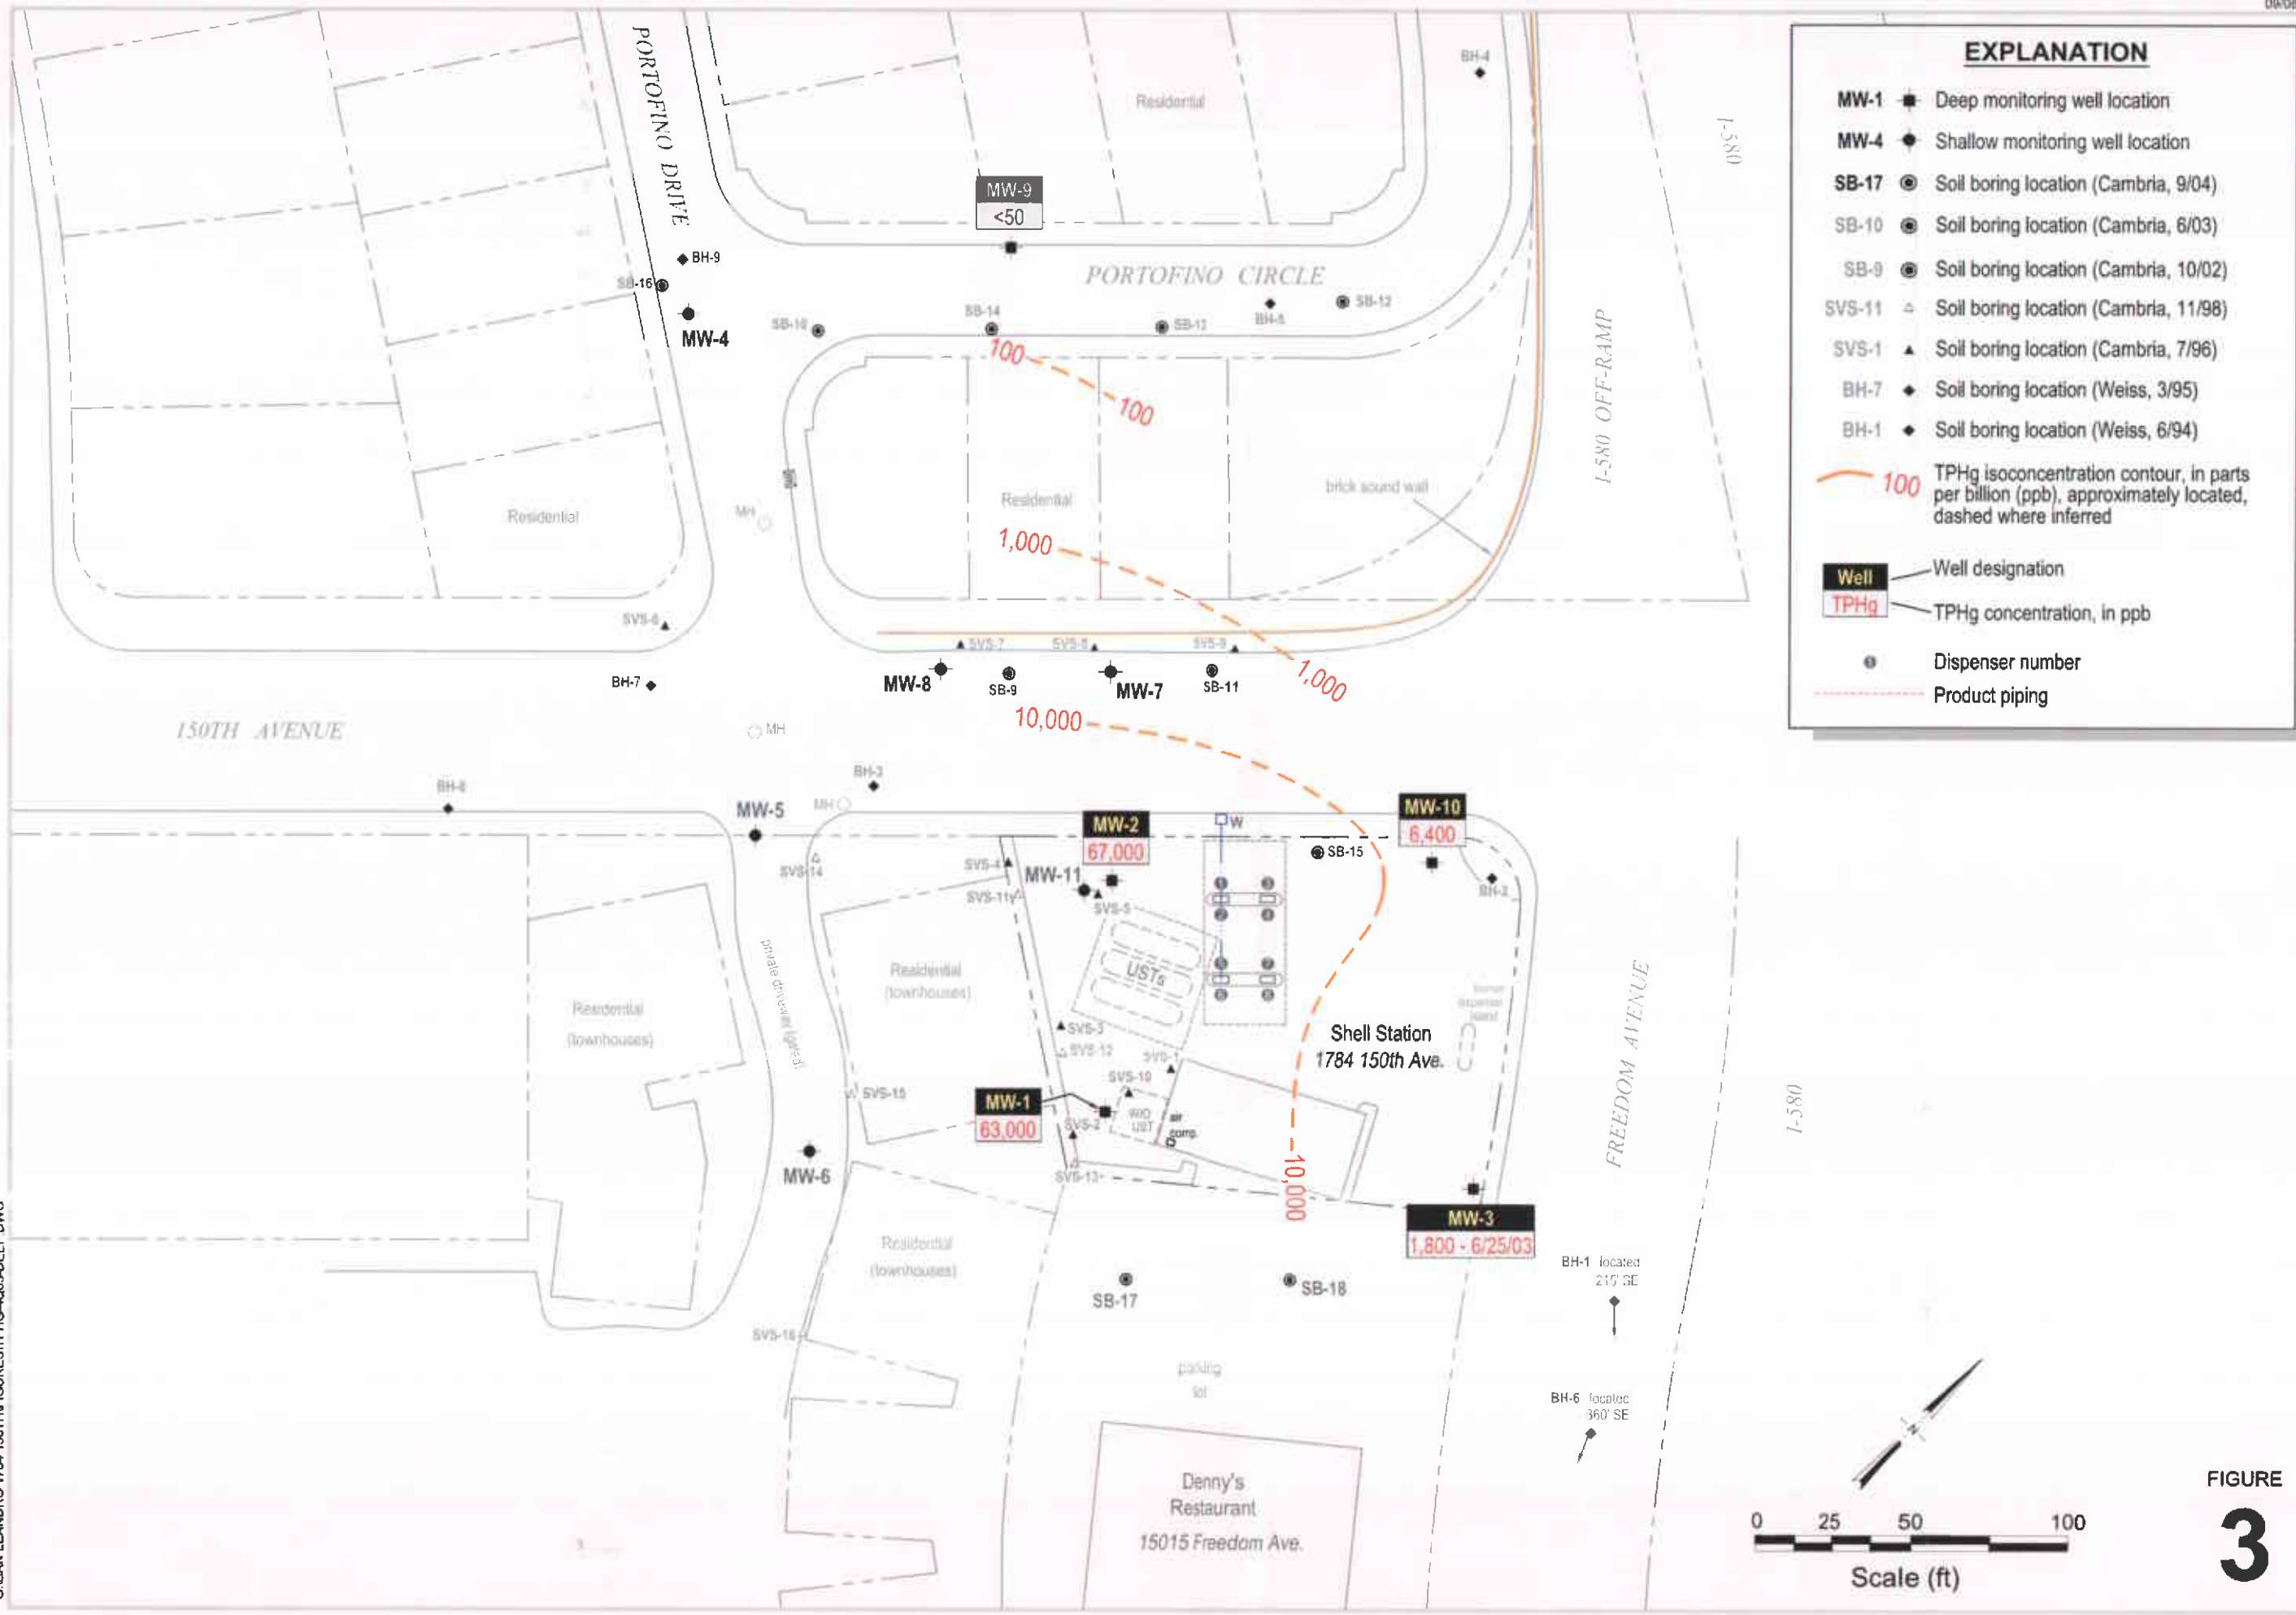 PORTOFINO DRIVE
Residential
BH-4
I-580
MW-9
<50
BH-9
SB-16
MW-4
PORTOFINO CIRCLE
SB-10
SB-14
SB-13
BH-5
SB-12
100
100
I-580 OFF-RAMP
Residential
MH
Residential
brick sound wall
1,000
SVS-6
SVS-7
SVS-8
SVS-9
BH-7
MW-8
SB-9
MW-7
SB-11
1,000
10,000
150TH AVENUE
MH
BH-8
BH-3
MW-5
MH
MW-2
67,000
W
MW-10
6,400
SB-15
SVS-14
SVS-4
MW-11
SVS-11
SVS-5
BH-2
USTs
private driveway (gated)
Residential
(townhouses)
Residential
(townhouses)
former
dispenser
island
SVS-3
SVS-12
SVS-1
Shell Station
1784 150th Ave.
FREEDOM AVENUE
I-580
SVS-15
SVS-10
MW-1
63,000
W/O
UST
air
comp.
SVS-2
MW-6
SVS-13
10,000
MW-3
1,800 - 6/25/03
Residential
(townhouses)
SB-17
SB-18
BH-1 located
215' SE
SVS-16
parking
lot
BH-6 located
360' SE
Denny's
Restaurant
15015 Freedom Ave.
EXPLANATION
MW-1 Deep monitoring well location
MW-4 Shallow monitoring well location
SB-17 Soil boring location (Cambria, 9/04)
SB-10 Soil boring location (Cambria, 6/03)
SB-9 Soil boring location (Cambria, 10/02)
SVS-11 Soil boring location (Cambria, 11/98)
SVS-1 Soil boring location (Cambria, 7/96)
BH-7 Soil boring location (Weiss, 3/95)
BH-1 Soil boring location (Weiss, 6/94)
100 TPHg isoconcentration contour, in parts
per billion (ppb), approximately located,
dashed where inferred
Well Well designation
TPHg TPHg concentration, in ppb
Dispenser number
Product piping
N
0 25 50 100
Scale (ft)
FIGURE
3